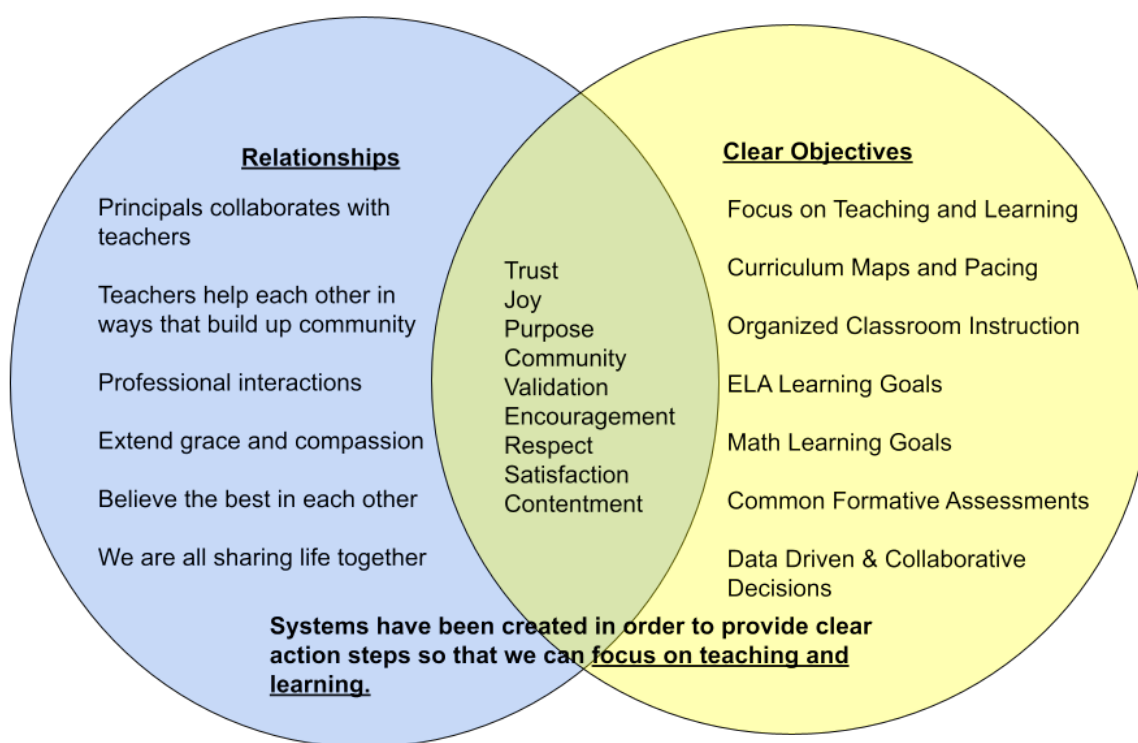 Relationships
Principals collaborates with
teachers
Teachers help each other in
ways that build up community
Professional interactions
Extend grace and compassion
Believe the best in each other
We are all sharing life together
Trust
Joy
Purpose
Community
Validation
Encouragement
Respect
Satisfaction
Contentment
Clear Objectives
Focus on Teaching and Learning
Curriculum Maps and Pacing
Organized Classroom Instruction
ELA Learning Goals
Math Learning Goals
Common Formative Assessments
Data Driven & Collaborative
Decisions
Systems have been created in order to provide clear
action steps so that we can focus on teaching and
learning.